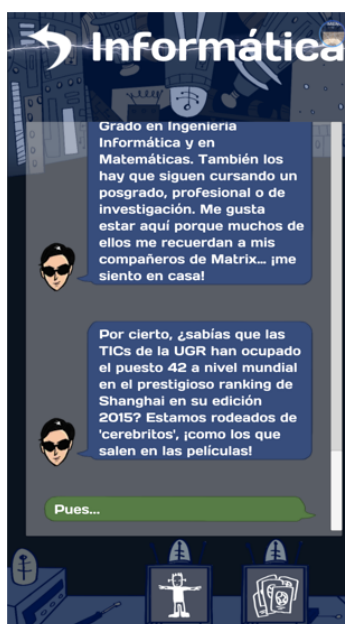 Informática
Grado en Ingeniería
Informática y en
Matemáticas. También los
hay que siguen cursando un
posgrado, profesional o de
investigación. Me gusta
estar aquí porque muchos de
ellos me recuerdan a mis
compañeros de Matrix... ¡me
siento en casa!
Por cierto, ¿sabías que las
TICs de la UGR han ocupado
el puesto 42 a nivel mundial
en el prestigioso ranking de
Shanghai en su edición
2015? Estamos rodeados de
'cerebritos', ¡como los que
salen en las películas!
Pues...